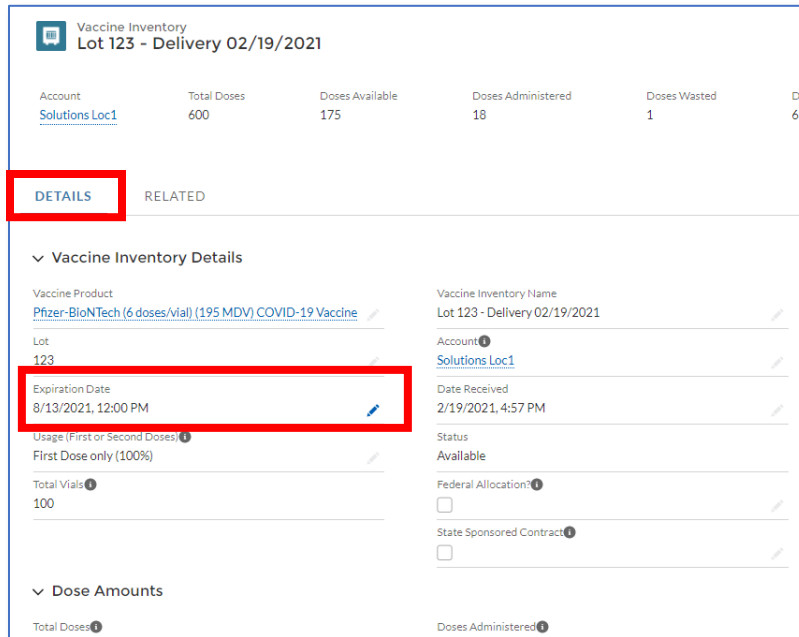 Vaccine Inventory
Lot 123 - Delivery 02/19/2021
Account Total Doses Doses Available Doses Administered Doses Wasted D
Solutions Loc1 600 175 18 1 6
DETAILS RELATED
Vaccine Inventory Details
Vaccine Product Vaccine Inventory Name
Pfizer-BioNTech (6 doses/vial) (195 MDV) COVID-19 Vaccine Lot 123 - Delivery 02/19/2021
Lot Account
123 Solutions Loc1
Expiration Date Date Received
8/13/2021, 12:00 PM 2/19/2021, 4:57 PM
Usage (First or Second Doses) Status
First Dose only (100%) Available
Total Vials Federal Allocation?
100
State Sponsored Contract
Dose Amounts
Total Doses Doses Administered